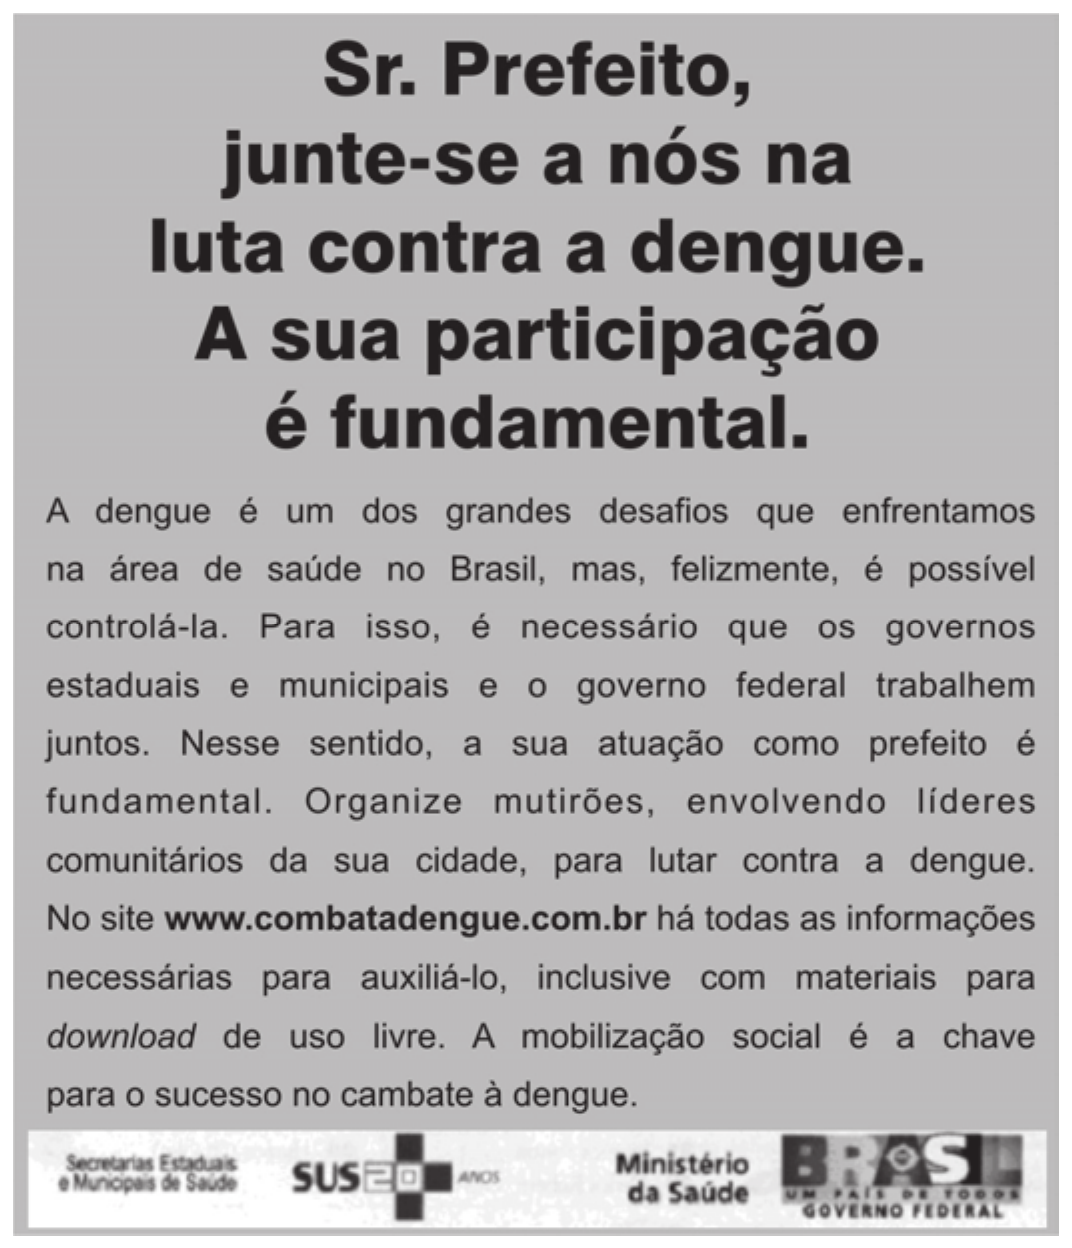 Sr. Prefeito,
junte-se a nós na
luta contra a dengue.
A sua participação
é fundamental.
A dengue é um dos grandes desafios que enfrentamos
na área de saúde no Brasil, mas, felizmente, é possível
controlá-la. Para isso, é necessário que os governos
estaduais e municipais e o governo federal trabalhem
juntos. Nesse sentido, a sua atuação como prefeito é
fundamental. Organize mutirões, envolvendo líderes
comunitários da sua cidade, para lutar contra a dengue.
No site www.combatadengue.com.br há todas as informações
necessárias para auxiliá-lo, inclusive com materiais para
download de uso livre. A mobilização social é a chave
para o sucesso no cambate à dengue.
Secretarias Estaduais
e Municipais de Saúde
SUS 20 ANOS
Ministério
da Saúde
BRASIL
UM PAÍS DE TODOS
GOVERNO FEDERAL